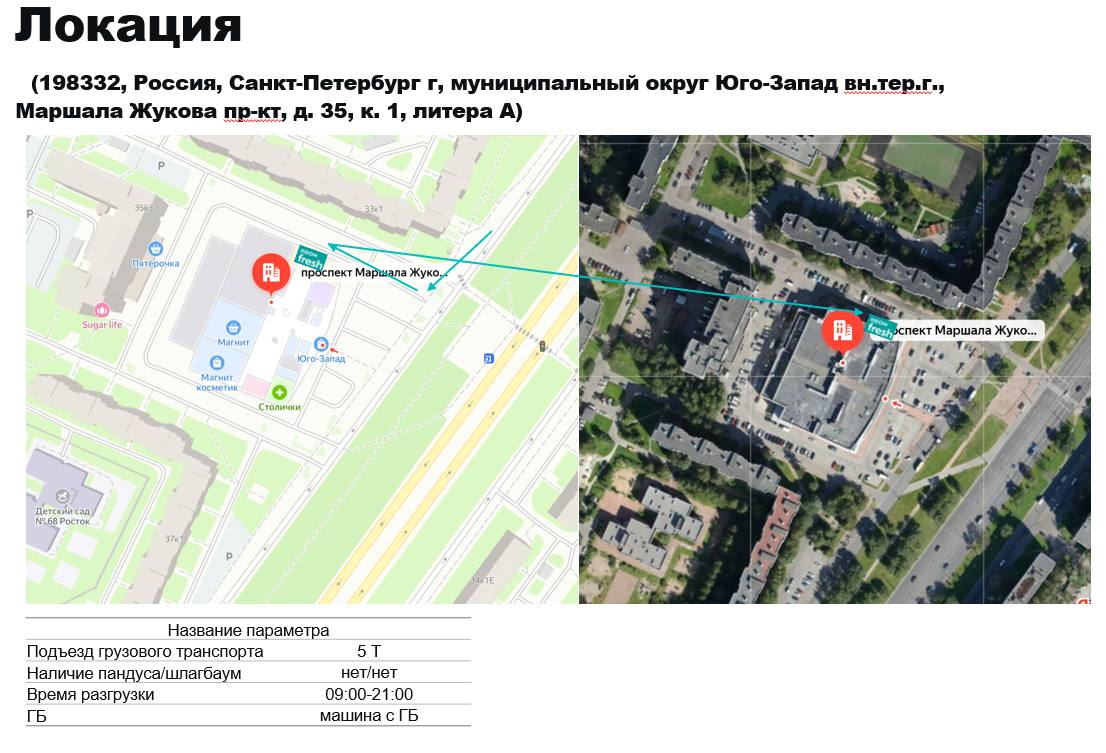 Локация
(198332, Россия, Санкт-Петербург г, муниципальный округ Юго-Запад вн.тер.г.,
Маршала Жукова пр-кт, д. 35, к. 1, литера А)
P
35к3
33к1
P
Пятёрочка
fresh
проспект Маршала Жуко...
Sugar life
Магнит
Юго-Запад
Магнит
косметик
Столички
Детский сад
№ 68 Росток
37к1
P
34к1Е
fresh
спект Маршала Жуко...
Название параметра
Подъезд грузового транспорта 5 Т
Наличие пандуса/шлагбаум нет/нет
Время разгрузки 09:00-21:00
ГБ машина с ГБ